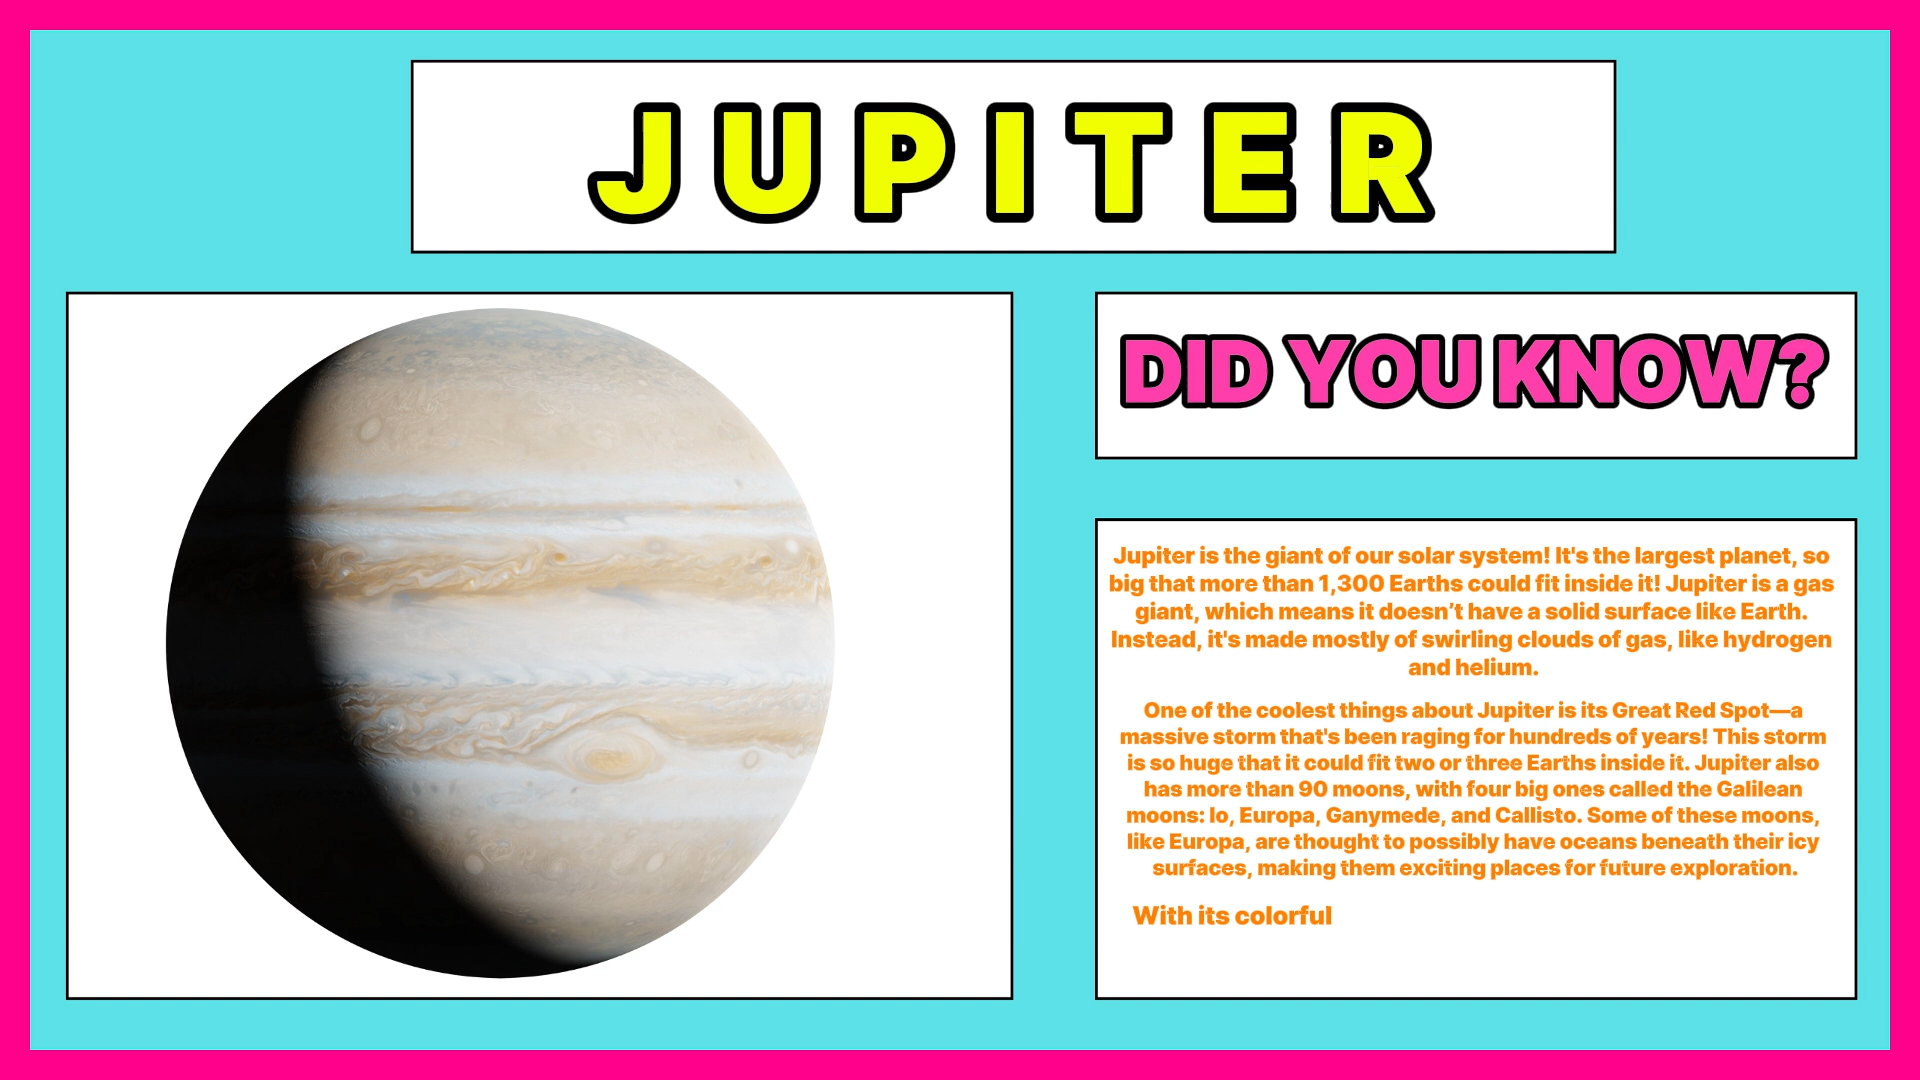 JUPITER
DID YOU KNOW?
Jupiter is the giant of our solar system! It's the largest planet, so
big that more than 1,300 Earths could fit inside it! Jupiter is a gas
giant, which means it doesn’t have a solid surface like Earth.
Instead, it's made mostly of swirling clouds of gas, like hydrogen
and helium.
One of the coolest things about Jupiter is its Great Red Spot—a
massive storm that's been raging for hundreds of years! This storm
is so huge that it could fit two or three Earths inside it. Jupiter also
has more than 90 moons, with four big ones called the Galilean
moons: Io, Europa, Ganymede, and Callisto. Some of these moons,
like Europa, are thought to possibly have oceans beneath their icy
surfaces, making them exciting places for future exploration.
With its colorful